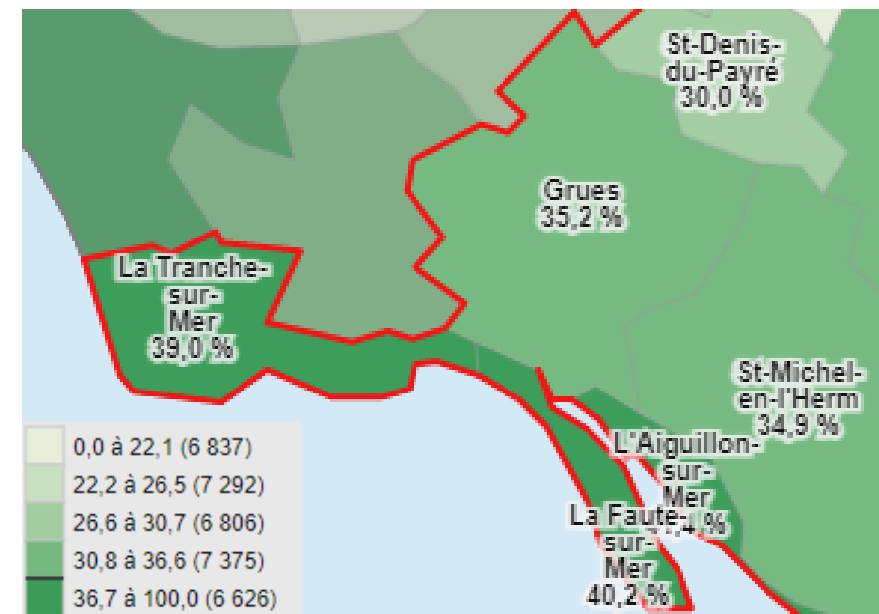 St-Denis-
du-Payré
30,0 %
Grues
35,2 %
La Tranche-
sur-
Mer
39,0 %
St-Michel-
en-l'Herm
34,9 %
L'Aiguillon-
sur-
Mer
%
La Faute-
sur-
Mer
40,2 %
0,0 à 22,1 (6 837)
22,2 à 26,5 (7 292)
26,6 à 30,7 (6 806)
30,8 à 36,6 (7 375)
36,7 à 100,0 (6 626)